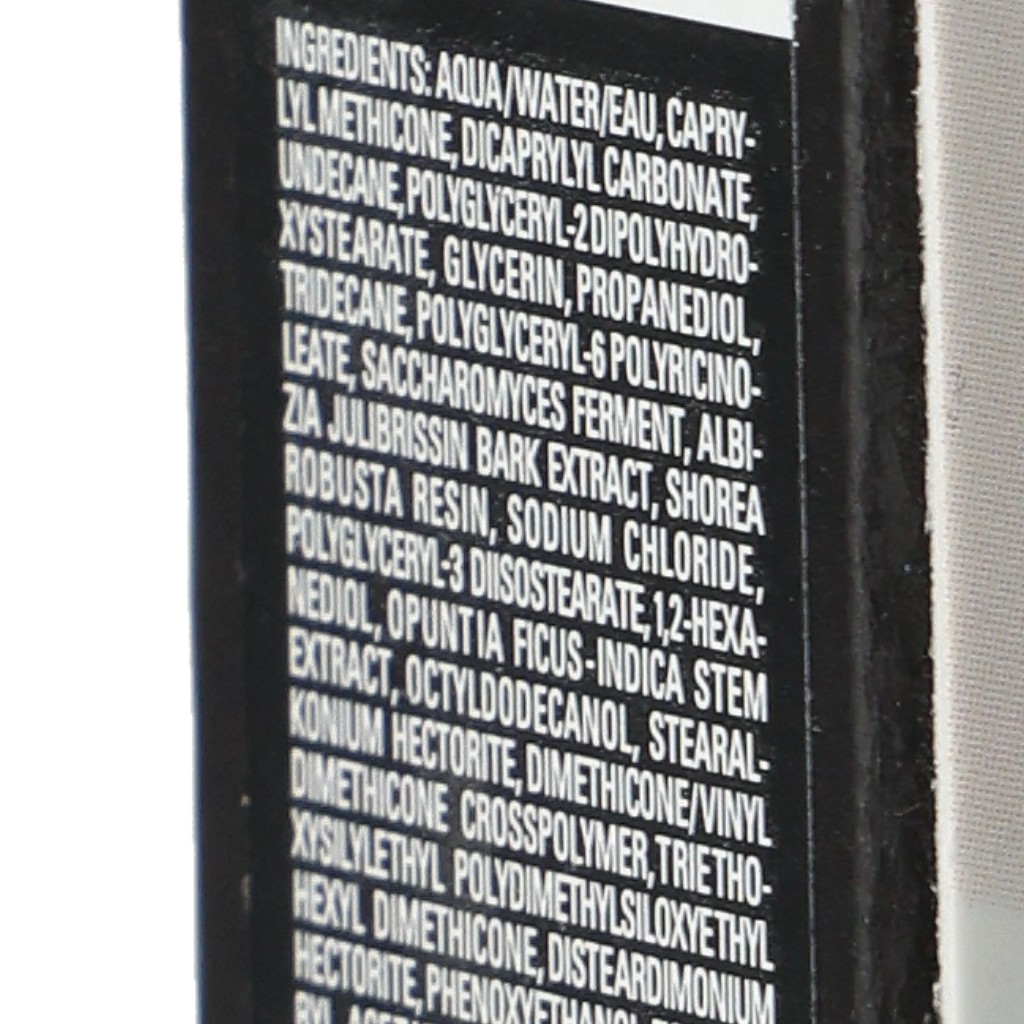 INGREDIENTS: AQUA/WATER/EAU, CAPRY-
LYL METHICONE, DICAPRYLYL CARBONATE,
UNDECANE, POLYGLYCERYL-2 DIPOLYHYDRO-
XYSTEARATE, GLYCERIN, PROPANEDIOL,
TRIDECANE, POLYGLYCERYL-6 POLYRICINO-
LEATE, SACCHAROMYCES FERMENT, ALBI-
ZIA JULIBRISSIN BARK EXTRACT, SHOREA
ROBUSTA RESIN, SODIUM CHLORIDE,
POLYGLYCERYL-3 DIISOSTEARATE, 1,2-HEXA-
NEDIOL, OPUNTIA FICUS-INDICA STEM
EXTRACT, OCTYLDODECANOL, STEARAL-
KONIUM HECTORITE, DIMETHICONE/VINYL
DIMETHICONE CROSSPOLYMER, TRIETHO-
XYSILYLETHYL POLYDIMETHYLSILOXYETHYL
HEXYL DIMETHICONE, DISTEARDIMONIUM
HECTORITE, PHENOXYETHANOL,